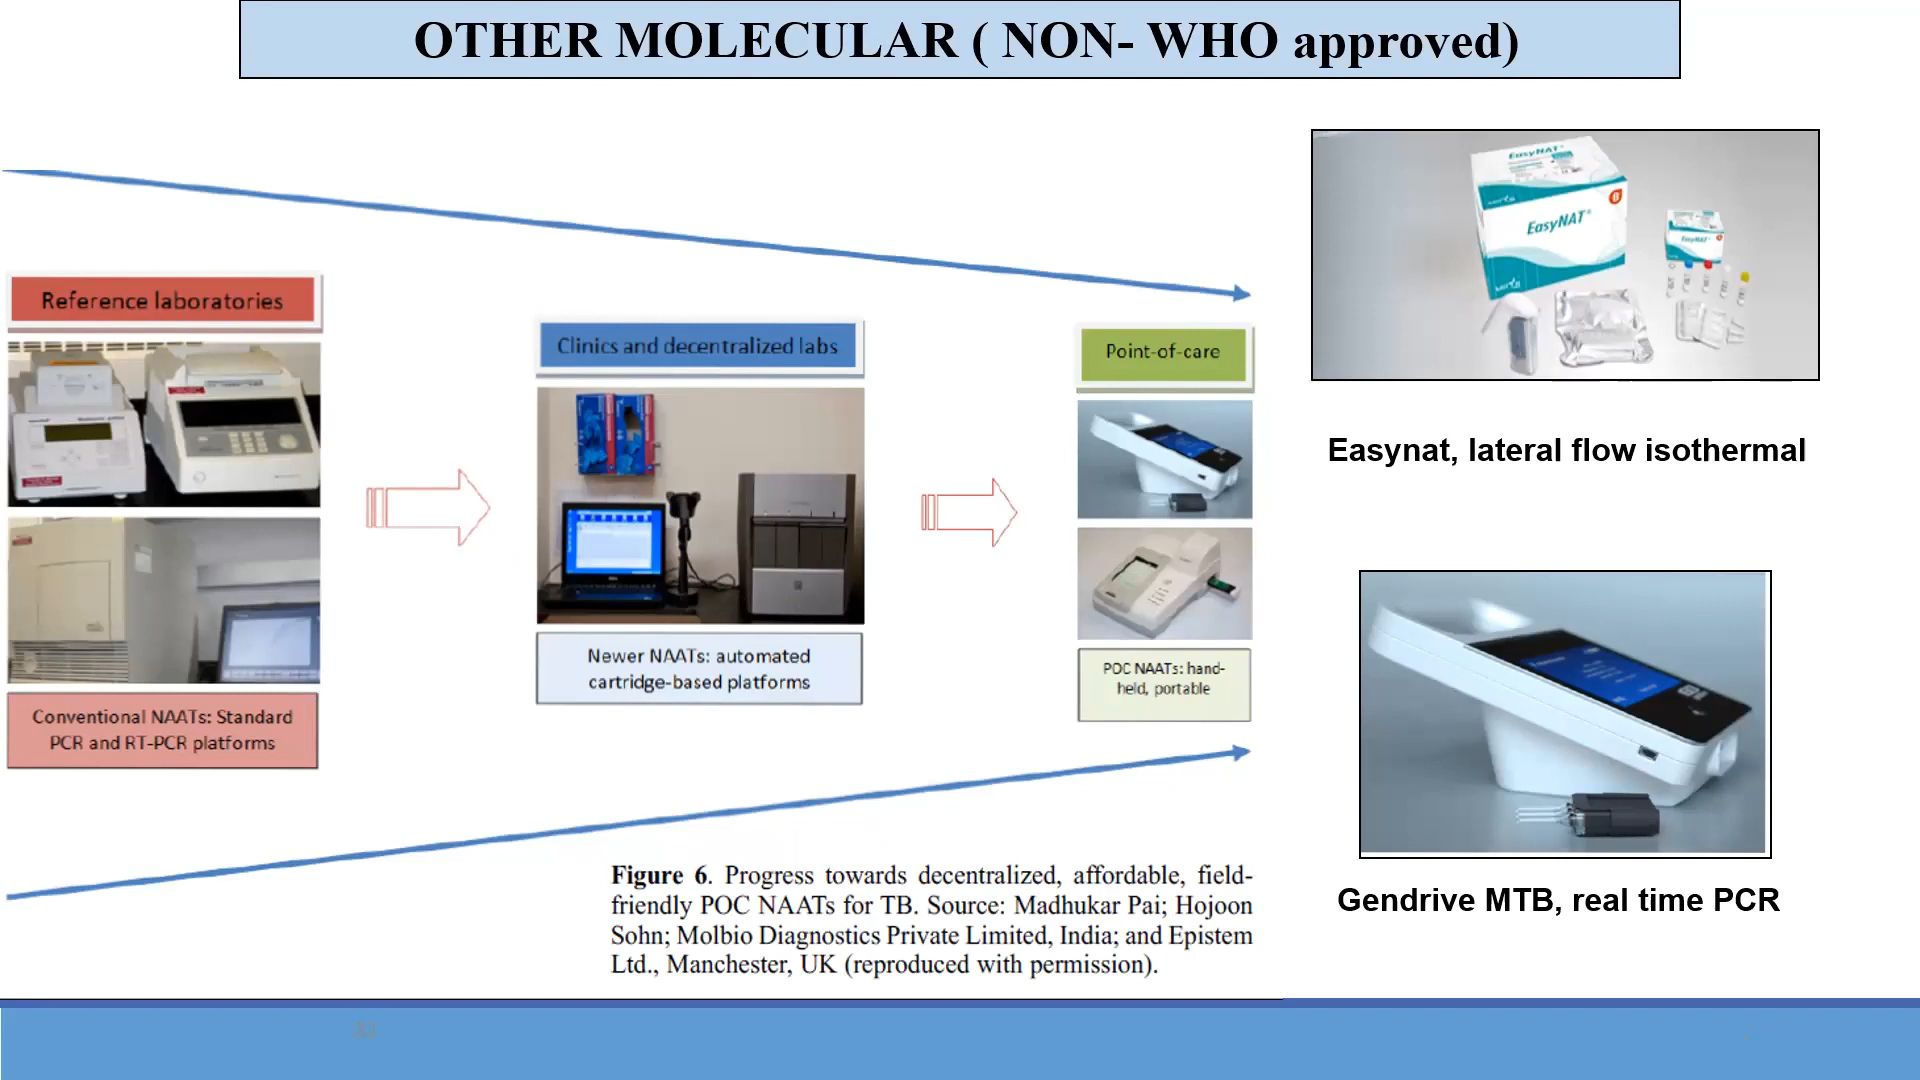 OTHER MOLECULAR ( NON- WHO approved)
Reference laboratories
Conventional NAATs: Standard
PCR and RT-PCR platforms
Clinics and decentralized labs
Newer NAATs: automated
cartridge-based platforms
Point-of-care
POC NAATs: hand-
held, portable
Figure 6. Progress towards decentralized, affordable, field-
friendly POC NAATs for TB. Source: Madhukar Pai; Hojoon
Sohn; Molbio Diagnostics Private Limited, India; and Epistem
Ltd., Manchester, UK (reproduced with permission).
EasyNAT
EasyNAT
EasyNAT
Easynat, lateral flow isothermal
Gendrive MTB, real time PCR